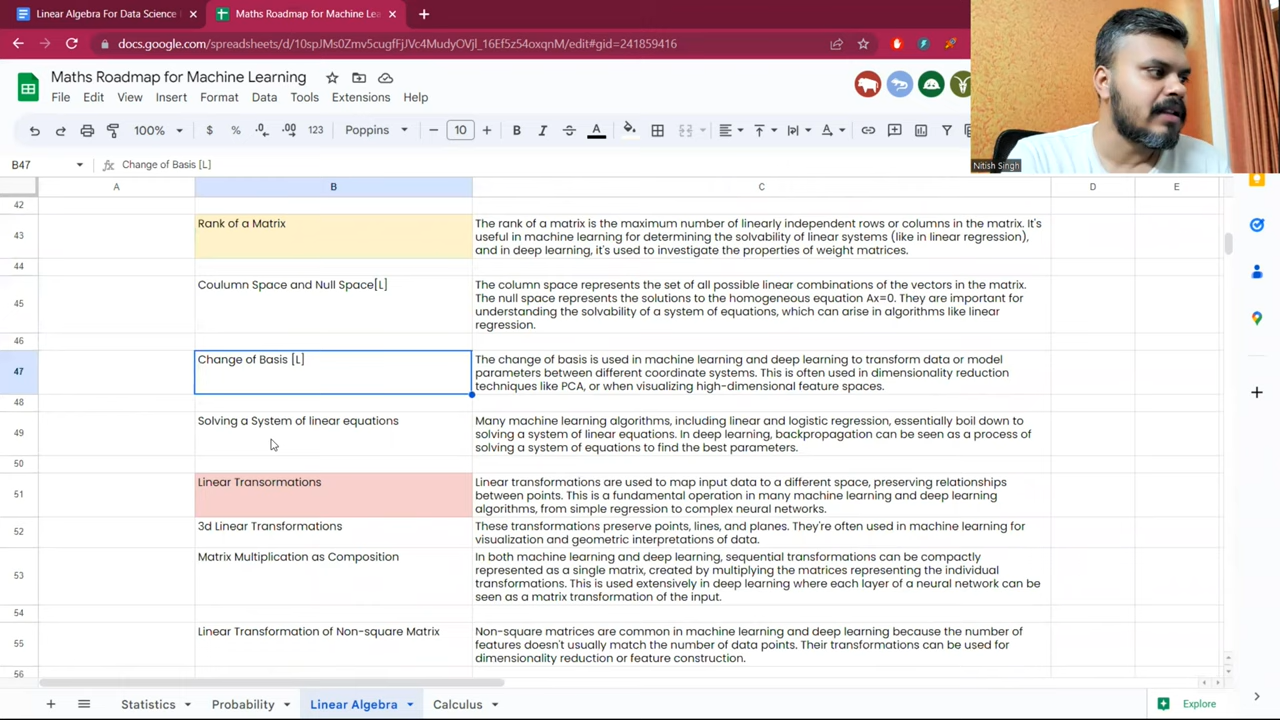 Linear Algebra For Data Science
Maths Roadmap for Machine Lea
docs.google.com/spreadsheets/d/10spJMs0Zmv5cugfFjJVc4MudyOVjl_16Ef5z54oxqnM/edit#gid=241859416
Maths Roadmap for Machine Learning
File Edit View Insert Format Data Tools Extensions Help
100% $ % .0 .00 123 Poppins 10 B I A
Nitish Singh
B47 fx Change of Basis [L]
A B C D E
42
43 Rank of a Matrix
The rank of a matrix is the maximum number of linearly independent rows or columns in the matrix. It's
useful in machine learning for determining the solvability of linear systems (like in linear regression),
and in deep learning, it's used to investigate the properties of weight matrices.
44
45 Coulumn Space and Null Space[L]
The column space represents the set of all possible linear combinations of the vectors in the matrix.
The null space represents the solutions to the homogeneous equation Ax=0. They are important for
understanding the solvability of a system of equations, which can arise in algorithms like linear
regression.
46
47 Change of Basis [L]
The change of basis is used in machine learning and deep learning to transform data or model
parameters between different coordinate systems. This is often used in dimensionality reduction
techniques like PCA, or when visualizing high-dimensional feature spaces.
48
49 Solving a System of linear equations
Many machine learning algorithms, including linear and logistic regression, essentially boil down to
solving a system of linear equations. In deep learning, backpropagation can be seen as a process of
solving a system of equations to find the best parameters.
50
51 Linear Transormations
Linear transformations are used to map input data to a different space, preserving relationships
between points. This is a fundamental operation in many machine learning and deep learning
algorithms, from simple regression to complex neural networks.
52 3d Linear Transformations
These transformations preserve points, lines, and planes. They're often used in machine learning for
visualization and geometric interpretations of data.
53 Matrix Multiplication as Composition
In both machine learning and deep learning, sequential transformations can be compactly
represented as a single matrix, created by multiplying the matrices representing the individual
transformations. This is used extensively in deep learning where each layer of a neural network can be
seen as a matrix transformation of the input.
54
55 Linear Transformation of Non-square Matrix
Non-square matrices are common in machine learning and deep learning because the number of
features doesn't usually match the number of data points. Their transformations can be used for
dimensionality reduction or feature construction.
56
Statistics Probability Linear Algebra Calculus Explore